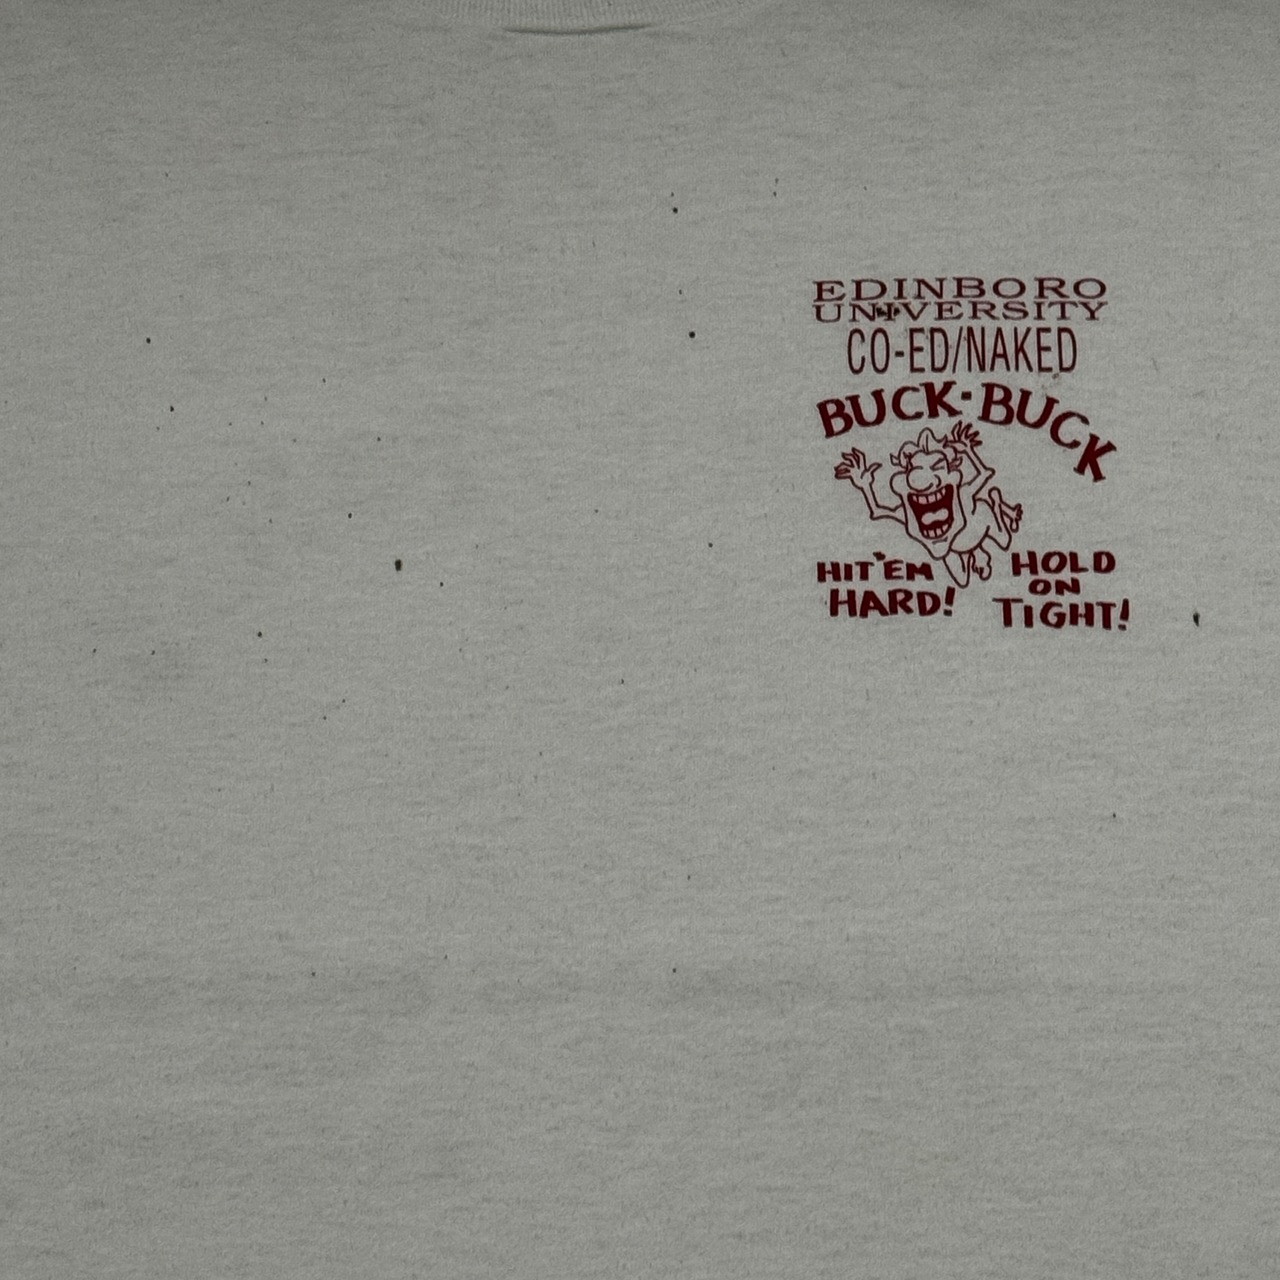 EDINBORO
UNIVERSITY
CO-ED/NAKED
BUCK-BUCK
HIT 'EM
HARD!
HOLD
ON
TIGHT!